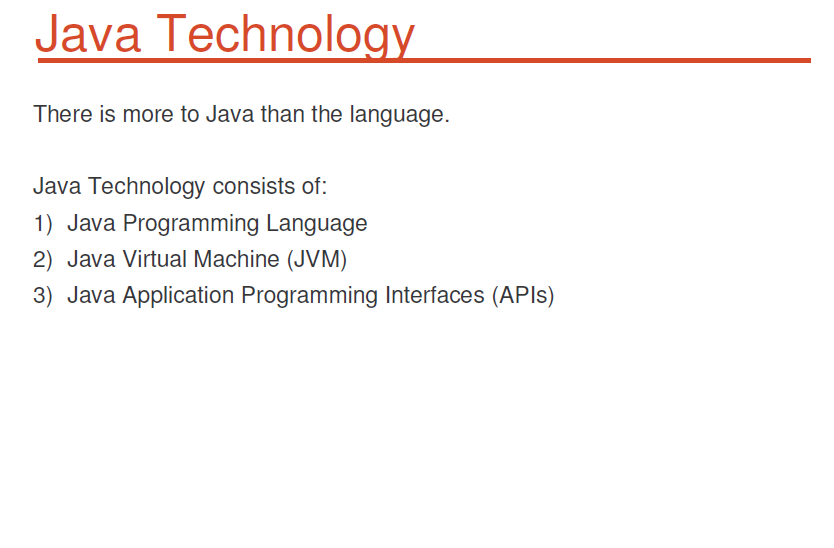 Java Technology
There is more to Java than the language.
Java Technology consists of:
1) Java Programming Language
2) Java Virtual Machine (JVM)
3) Java Application Programming Interfaces (APIs)